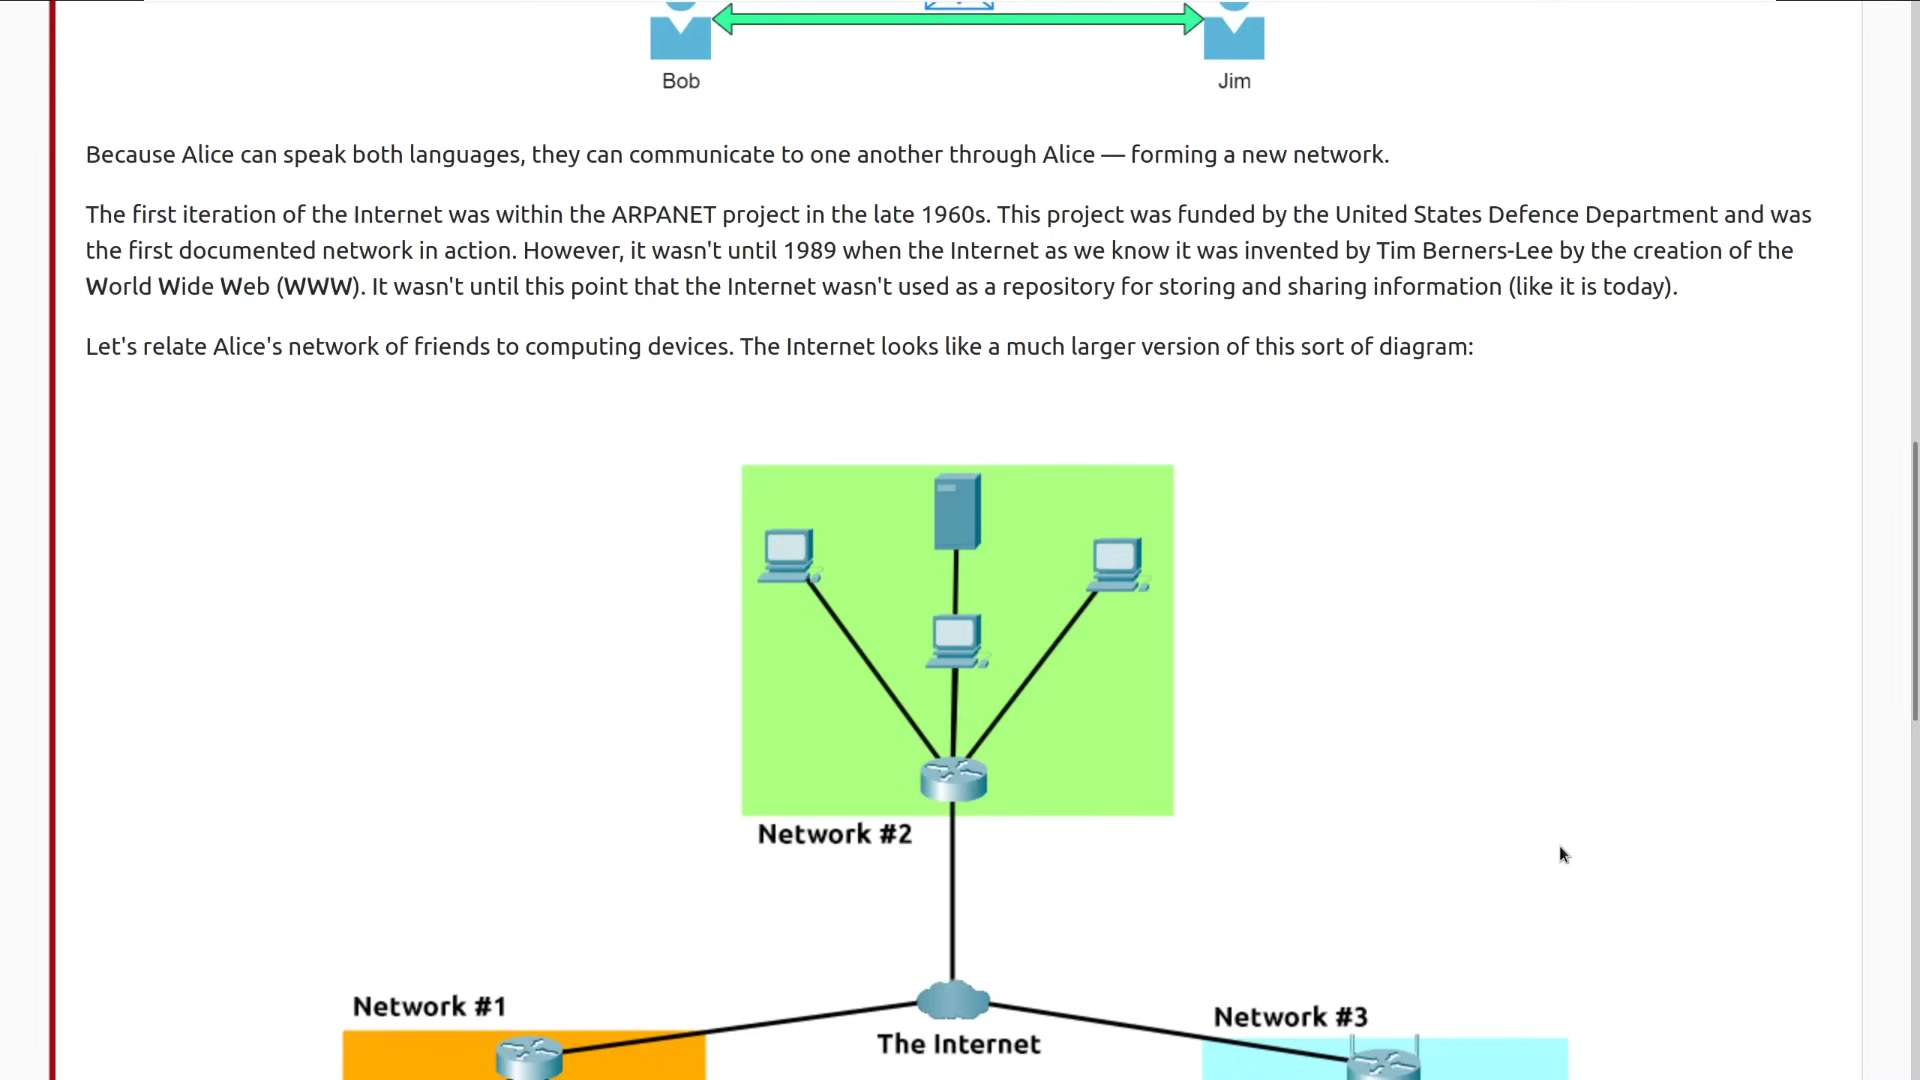 Bob
Jim
Because Alice can speak both languages, they can communicate to one another through Alice — forming a new network.
The first iteration of the Internet was within the ARPANET project in the late 1960s. This project was funded by the United States Defence Department and was
the first documented network in action. However, it wasn't until 1989 when the Internet as we know it was invented by Tim Berners-Lee by the creation of the
World Wide Web (WWW). It wasn't until this point that the Internet wasn't used as a repository for storing and sharing information (like it is today).
Let's relate Alice's network of friends to computing devices. The Internet looks like a much larger version of this sort of diagram:
Network #2
Network #1
Network #3
The Internet